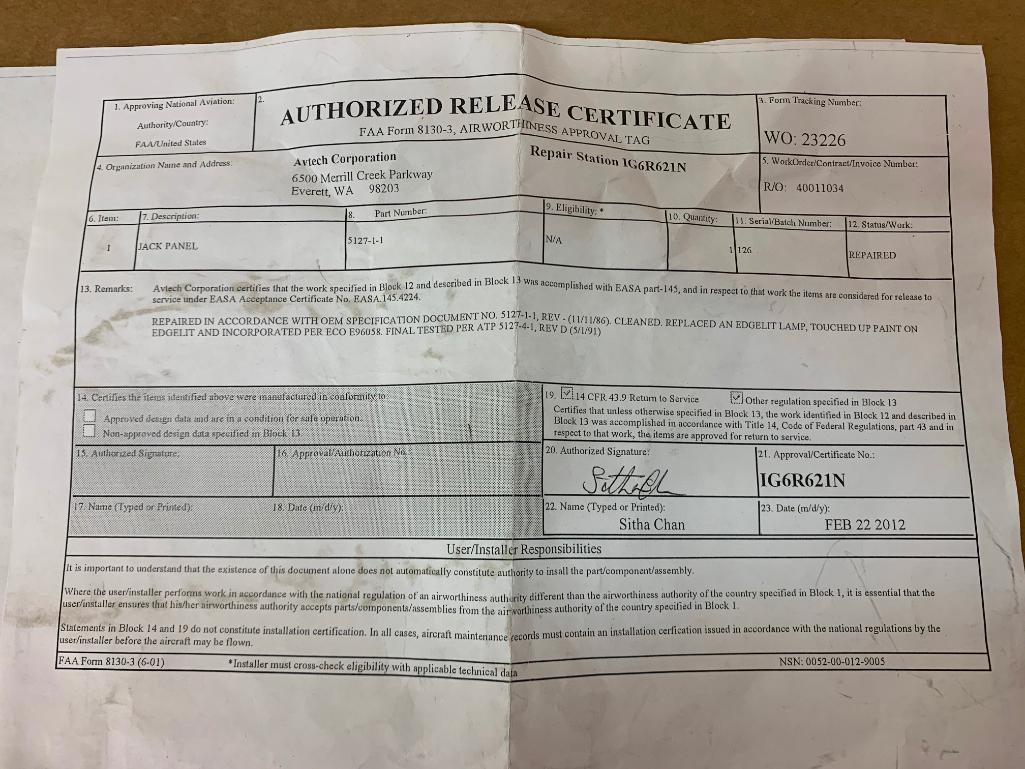 1. Approving National Aviation:
Authority/Country:
FAA/United States
2.
AUTHORIZED RELEASE CERTIFICATE
FAA Form 8130-3, AIRWORTHINESS APPROVAL TAG
3. Form Tracking Number:
WO: 23226
4. Organization Name and Address:
Avtech Corporation
6500 Merrill Creek Parkway
Everett, WA 98203
Repair Station IG6R621N
5. WorkOrder/Contract/Invoice Number:
R/O: 40011034
6. Item:
7. Description:
8. Part Number:
9. Eligibility: *
10. Quantity:
11. Serial/Batch Number:
12. Status/Work:
1
JACK PANEL
5127-1-1
N/A
1
126
REPAIRED
13. Remarks:
Avtech Corporation certifies that the work specified in Block 12 and described in Block 13 was accomplished with EASA part-145, and in respect to that work the items are considered for release to
service under EASA Acceptance Certificate No. EASA.145.4224.
REPAIRED IN ACCORDANCE WITH OEM SPECIFICATION DOCUMENT NO. 5127-1-1, REV - (11/11/86). CLEANED. REPLACED AN EDGELIT LAMP, TOUCHED UP PAINT ON
EDGELIT AND INCORPORATED PER ECO E96058. FINAL TESTED PER ATP 5127-4-1, REV D (5/1/91)
14. Certifies the items identified above were manufactured in conformity to:
Approved design data and are in a condition for safe operation.
Non-approved design data specified in Block 13.
15. Authorized Signature:
16. Approval/Authorization No.:
17. Name (Typed or Printed):
18. Date (m/d/y):
19. 14 CFR 43.9 Return to Service
Other regulation specified in Block 13
Certifies that unless otherwise specified in Block 13, the work identified in Block 12 and described in
Block 13 was accomplished in accordance with Title 14, Code of Federal Regulations, part 43 and in
respect to that work, the items are approved for return to service.
20. Authorized Signature:
21. Approval/Certificate No.:
IG6R621N
22. Name (Typed or Printed):
Sitha Chan
23. Date (m/d/y):
FEB 22 2012
User/Installer Responsibilities
It is important to understand that the existence of this document alone does not automatically constitute authority to insall the part/component/assembly.
Where the user/installer performs work in accordance with the national regulation of an airworthiness authority different than the airworthiness authority of the country specified in Block 1, it is essential that the
user/installer ensures that his/her airworthiness authority accepts parts/components/assemblies from the airworthiness authority of the country specified in Block 1.
Statements in Block 14 and 19 do not constitute installation certification. In all cases, aircraft maintenance records must contain an installation cerfication issued in accordance with the national regulations by the
user/installer before the aircraft may be flown.
FAA Form 8130-3 (6-01)
*Installer must cross-check eligibility with applicable technical data
NSN: 0052-00-012-9005